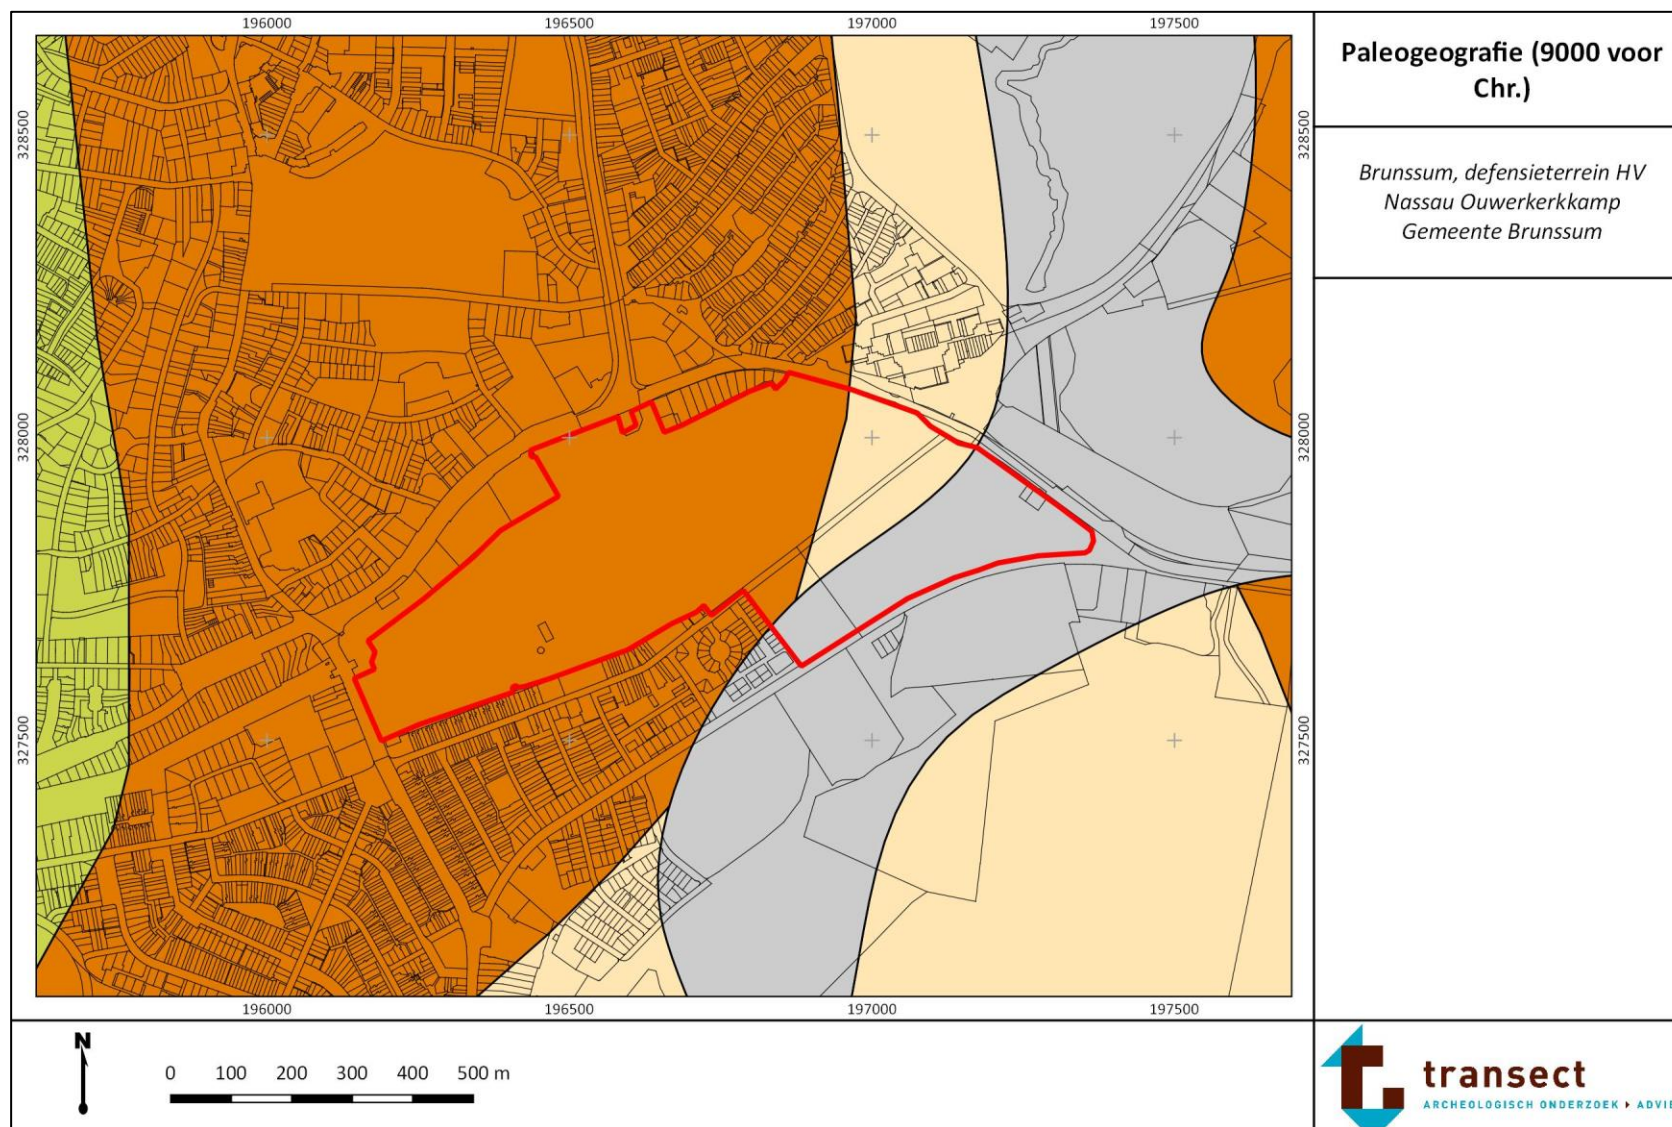 196000 196500 197000 197500
Paleogeografie (9000 voor
Chr.)
Brunssum, defensieterrein HV
Nassau Ouwerkerkkamp
Gemeente Brunssum
328500 328500
328000 328000
327500 327500
196000 196500 197000 197500
N
0 100 200 300 400 500 m
transect
ARCHEOLOGISCH ONDERZOEK ADVIE